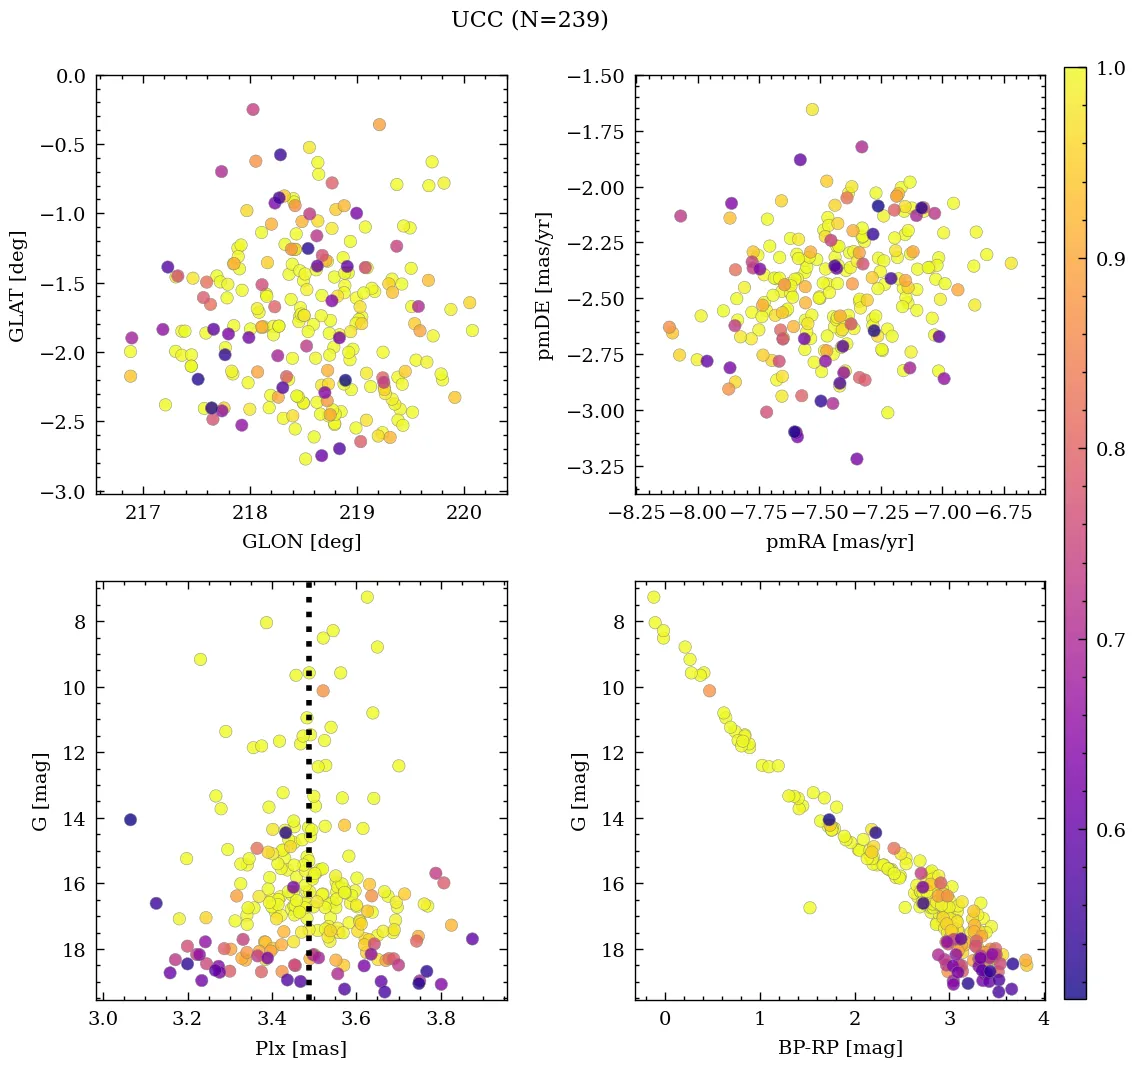 UCC (N=239)
0.0
−0.5
−1.0
−1.5
−2.0
−2.5
−3.0
GLAT [deg]
217 218 219 220
GLON [deg]
−1.50
−1.75
−2.00
−2.25
−2.50
−2.75
−3.00
−3.25
pmDE [mas/yr]
−8.25 −8.00 −7.75 −7.50 −7.25 −7.00 −6.75
pmRA [mas/yr]
1.0
0.9
0.8
0.7
0.6
8
10
12
14
16
18
G [mag]
3.0 3.2 3.4 3.6 3.8
Plx [mas]
8
10
12
14
16
18
G [mag]
0 1 2 3 4
BP-RP [mag]